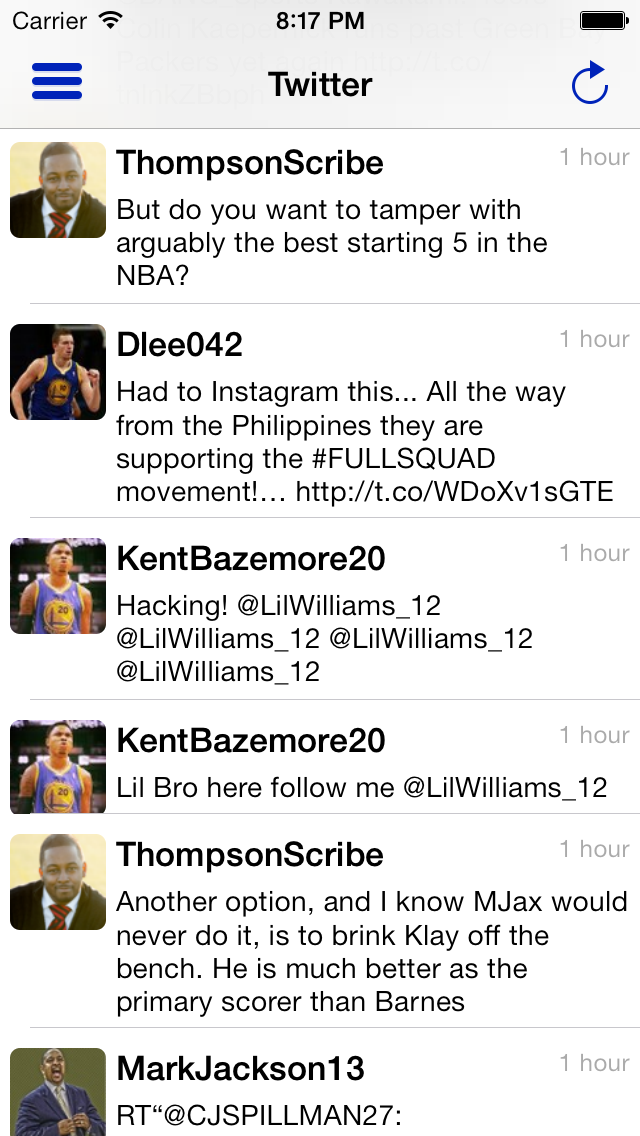 Carrier 8:17 PM
Twitter
ThompsonScribe 1 hour
But do you want to tamper with
arguably the best starting 5 in the
NBA?
Dlee042 1 hour
Had to Instagram this... All the way
from the Philippines they are
supporting the #FULLSQUAD
movement!… http://t.co/WDoXv1sGTE
KentBazemore20 1 hour
Hacking! @LilWilliams_12
@LilWilliams_12 @LilWilliams_12
@LilWilliams_12
KentBazemore20 1 hour
Lil Bro here follow me @LilWilliams_12
ThompsonScribe 1 hour
Another option, and I know MJax would
never do it, is to brink Klay off the
bench. He is much better as the
primary scorer than Barnes
MarkJackson13 1 hour
RT“@CJSPILLMAN27: